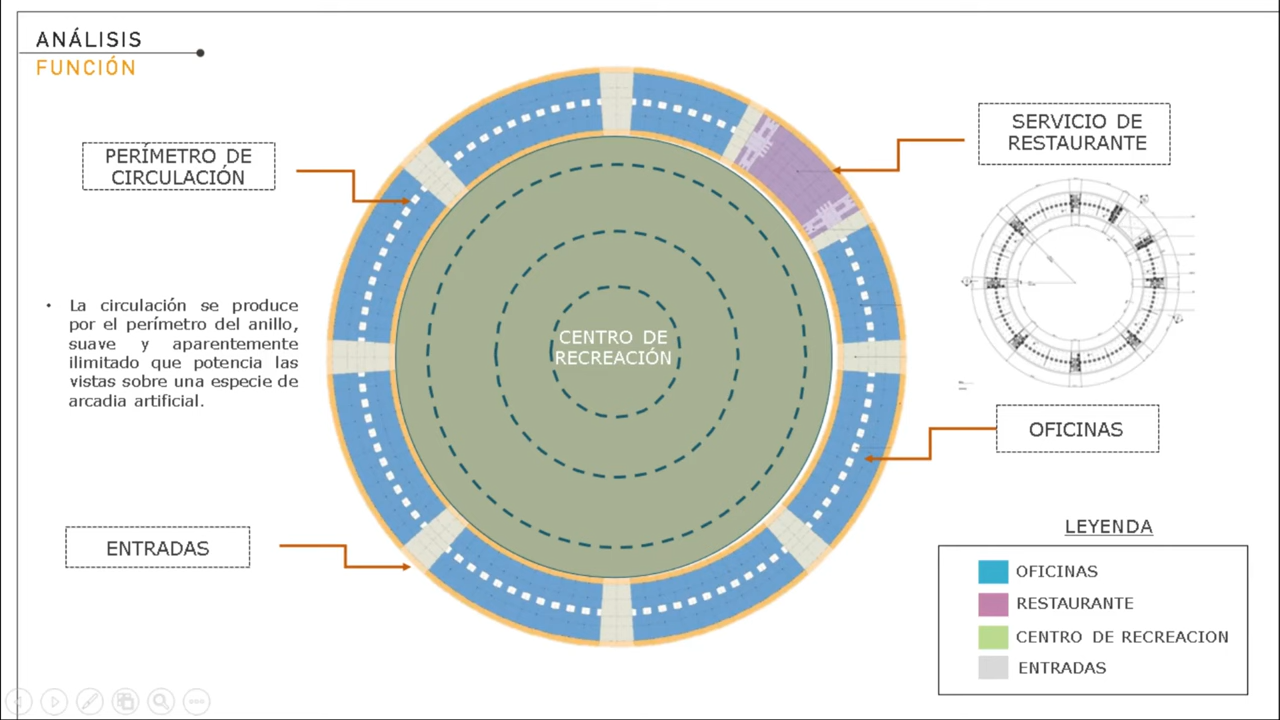 ANÁLISIS
FUNCIÓN
PERÍMETRO DE
CIRCULACIÓN
SERVICIO DE
RESTAURANTE
• La circulación se produce
por el perímetro del anillo,
suave y aparentemente
ilimitado que potencia las
vistas sobre una especie de
arcadia artificial.
CENTRO DE
RECREACIÓN
OFICINAS
ENTRADAS
LEYENDA
OFICINAS
RESTAURANTE
CENTRO DE RECREACION
ENTRADAS